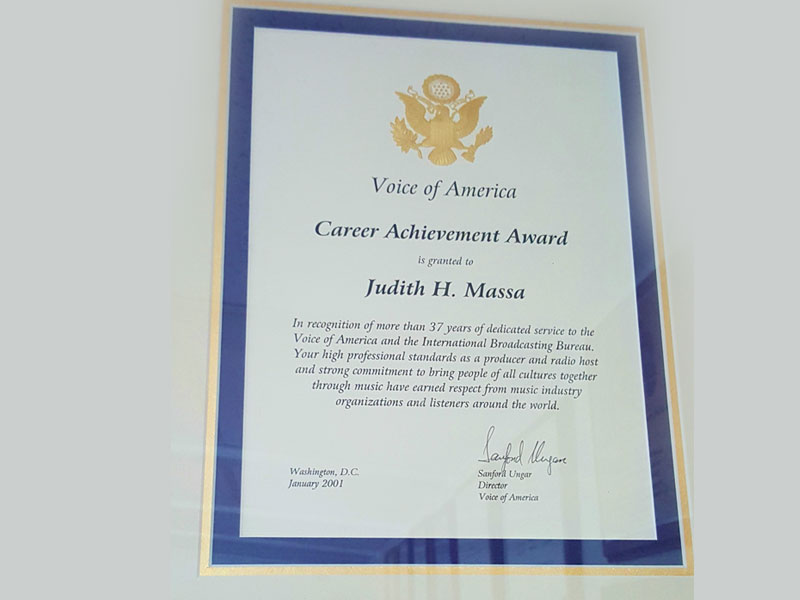 Voice of America
Career Achievement Award
is granted to
Judith H. Massa
In recognition of more than 37 years of dedicated service to the
Voice of America and the International Broadcasting Bureau.
Your high professional standards as a producer and radio host
and strong commitment to bring people of all cultures together
through music have earned respect from music industry
organizations and listeners around the world.
Sanford Ungar
Washington, D.C.
January 2001
Sanford Ungar
Director
Voice of America